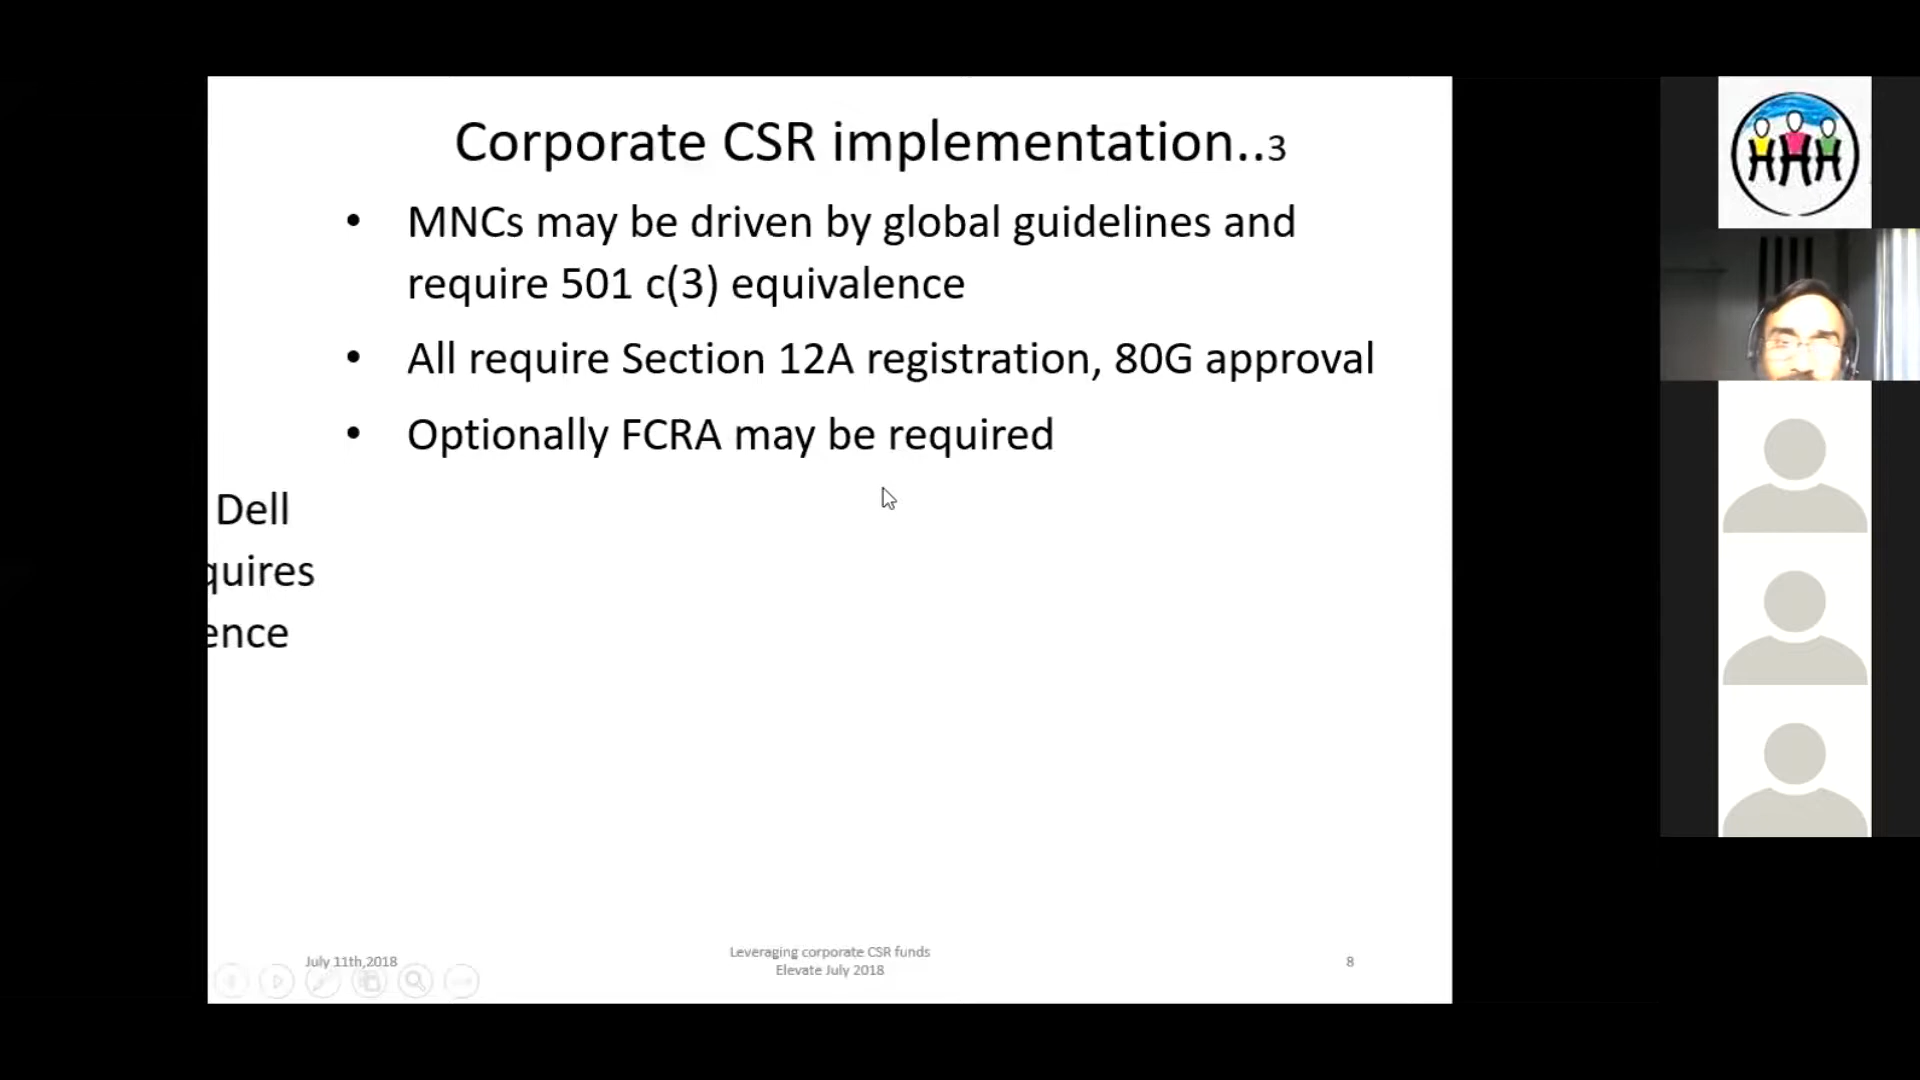 Corporate CSR implementation..3
• MNCs may be driven by global guidelines and
require 501 c(3) equivalence
• All require Section 12A registration, 80G approval
• Optionally FCRA may be required
Dell
quires
ence
July 11th,2018
Leveraging corporate CSR funds
Elevate July 2018
8